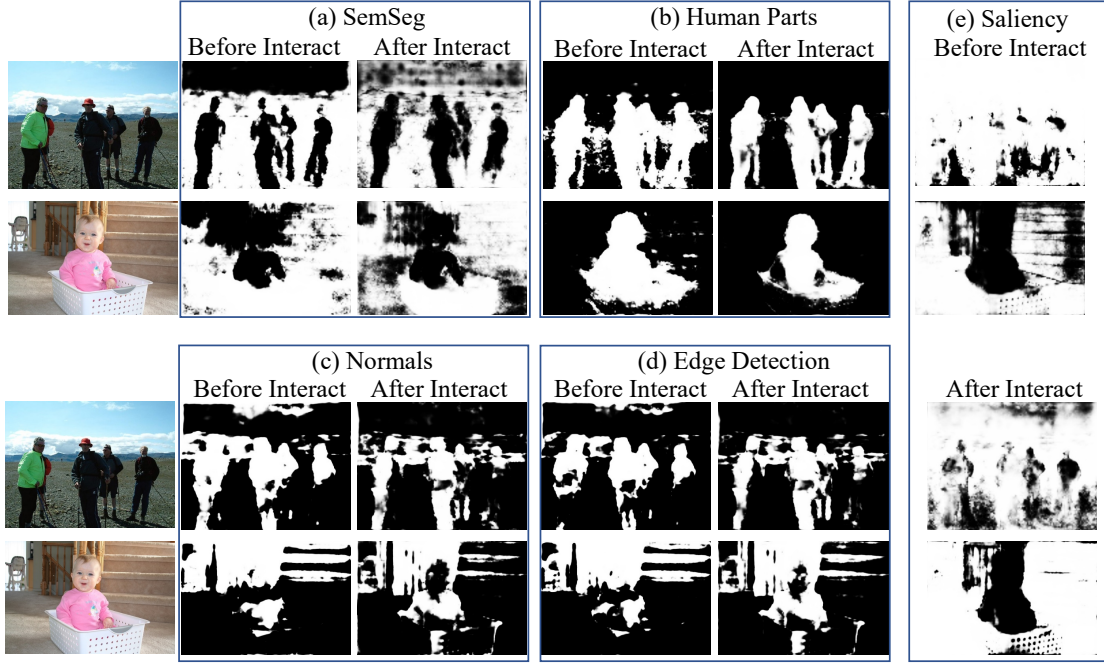 (a) SemSeg
Before Interact After Interact
(b) Human Parts
Before Interact After Interact
(e) Saliency
Before Interact
(c) Normals
Before Interact After Interact
(d) Edge Detection
Before Interact After Interact
After Interact